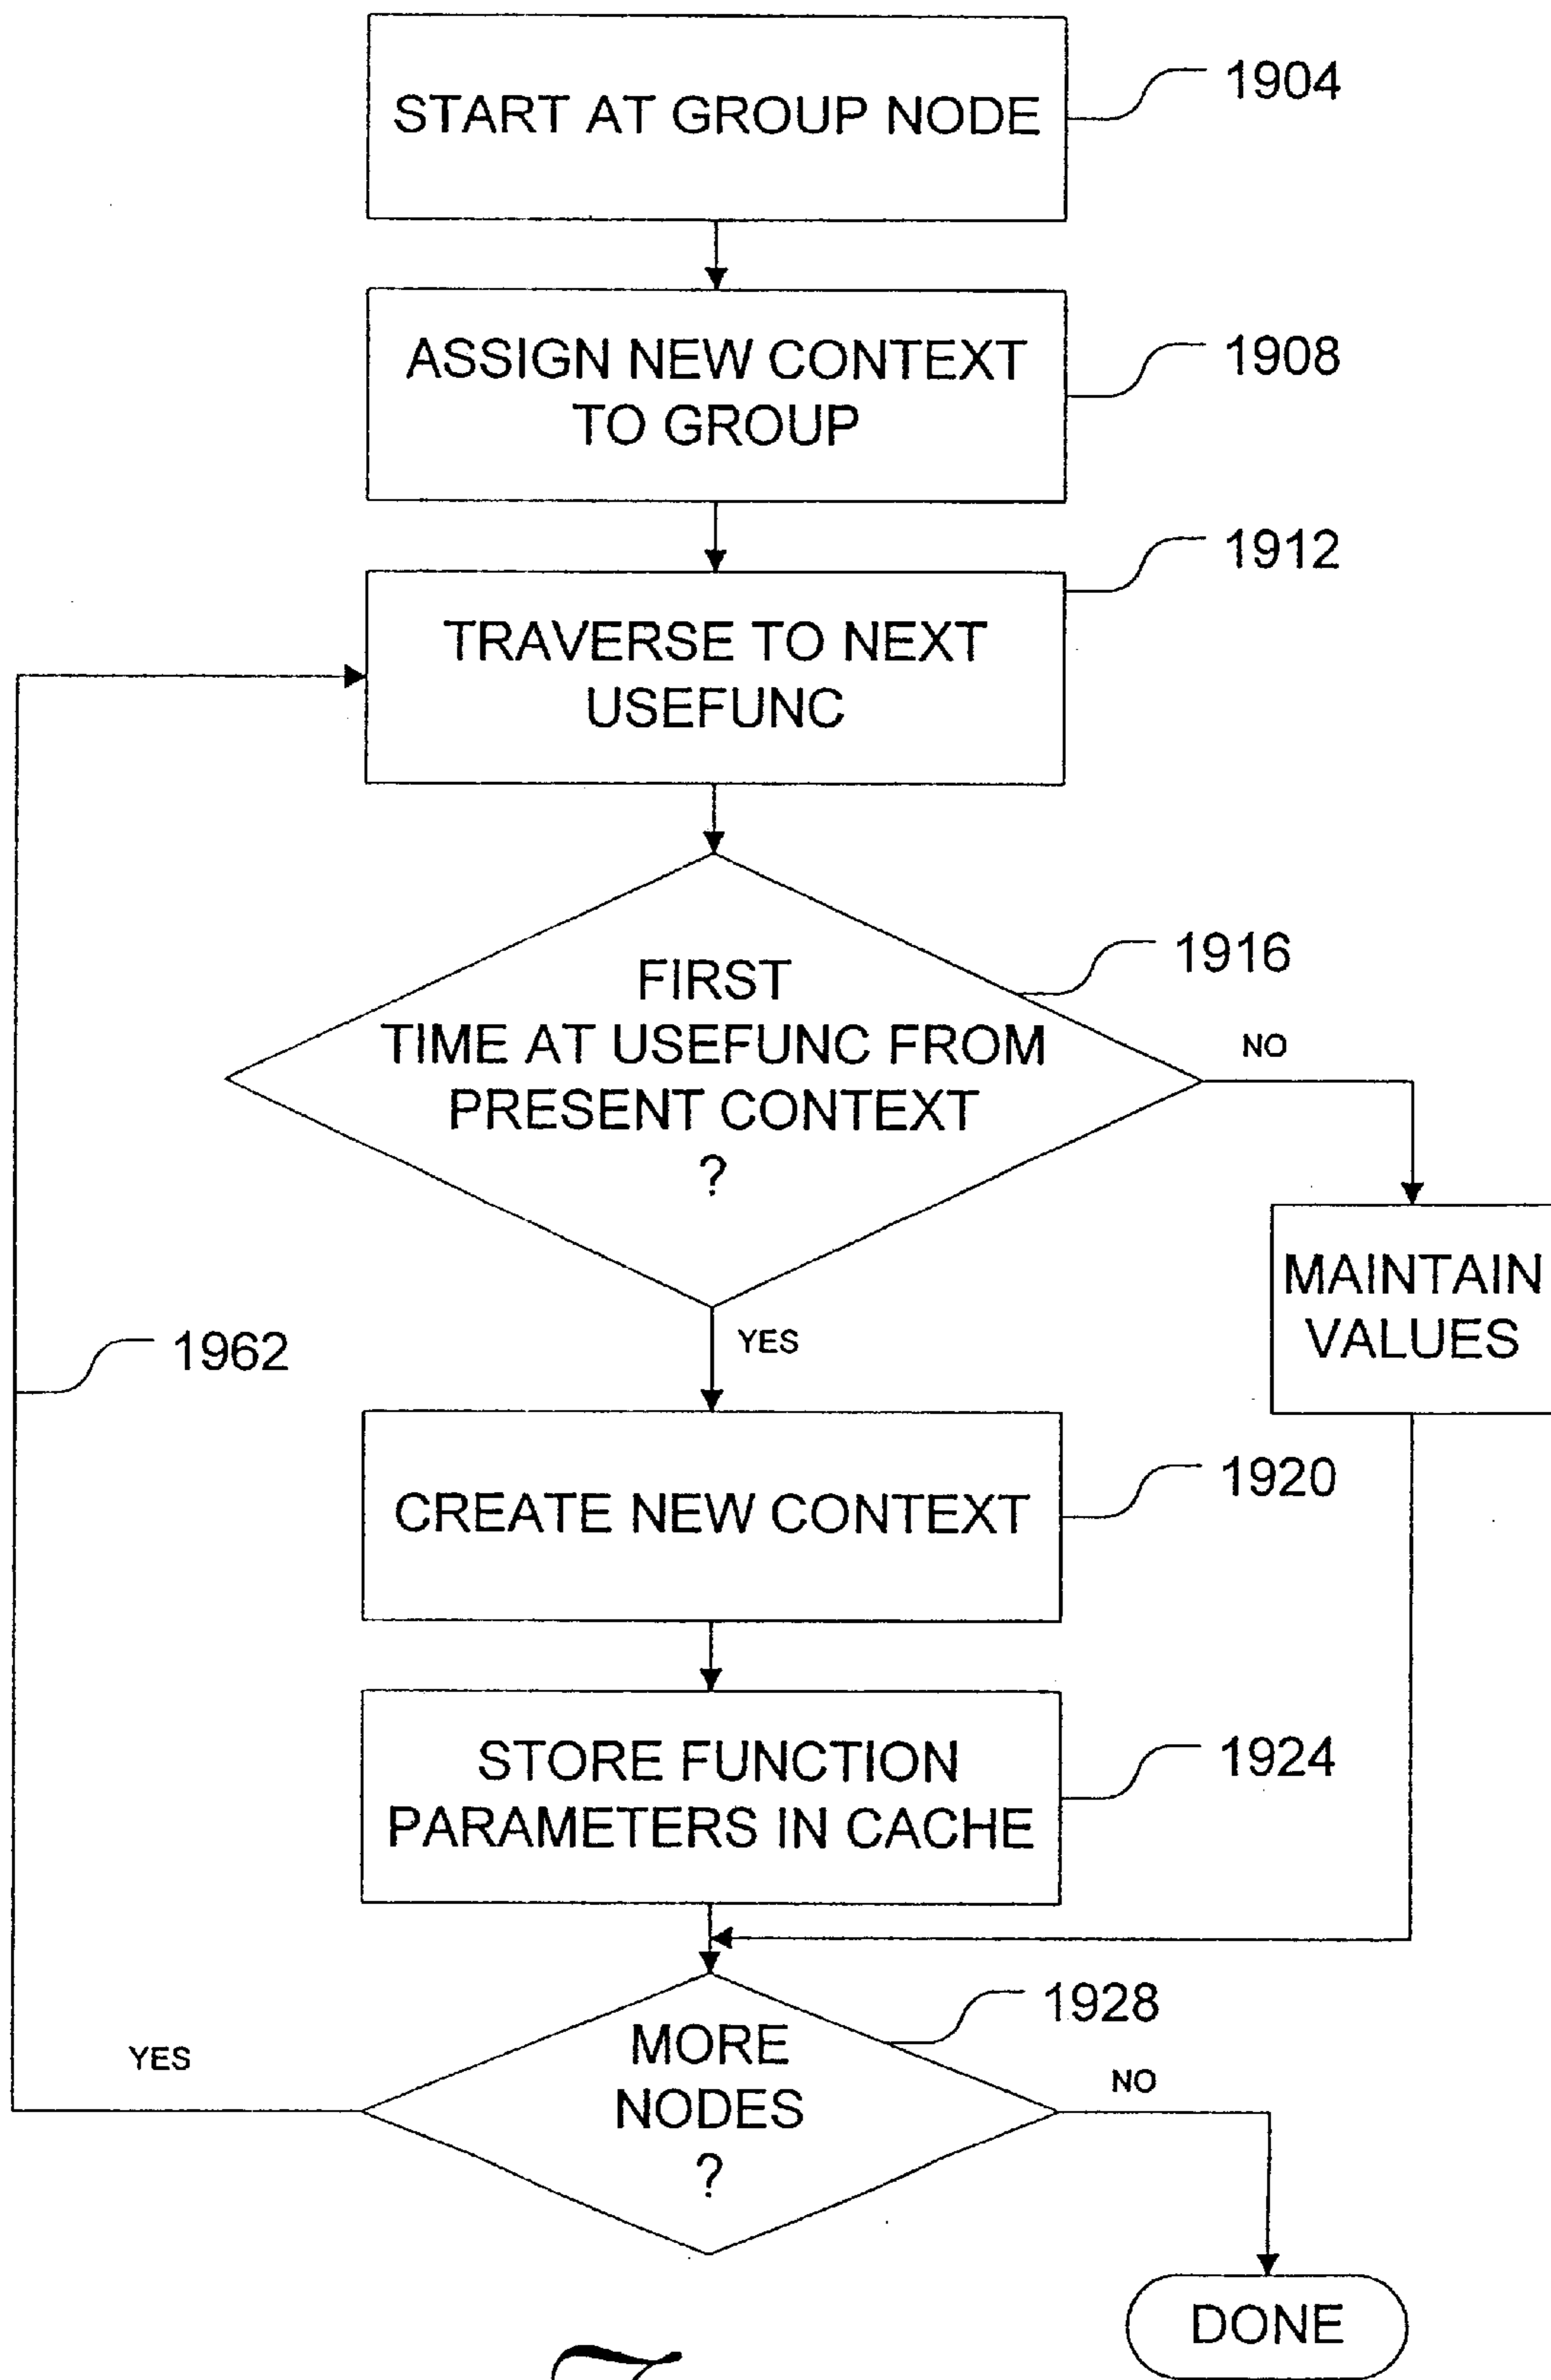 START AT GROUP NODE
1904
ASSIGN NEW CONTEXT
TO GROUP
1908
TRAVERSE TO NEXT
USEFUNC
1912
FIRST
TIME AT USEFUNC FROM
PRESENT CONTEXT
?
1916
NO
MAINTAIN
VALUES
YES
1962
CREATE NEW CONTEXT
1920
STORE FUNCTION
PARAMETERS IN CACHE
1924
MORE
NODES
?
1928
YES
NO
DONE